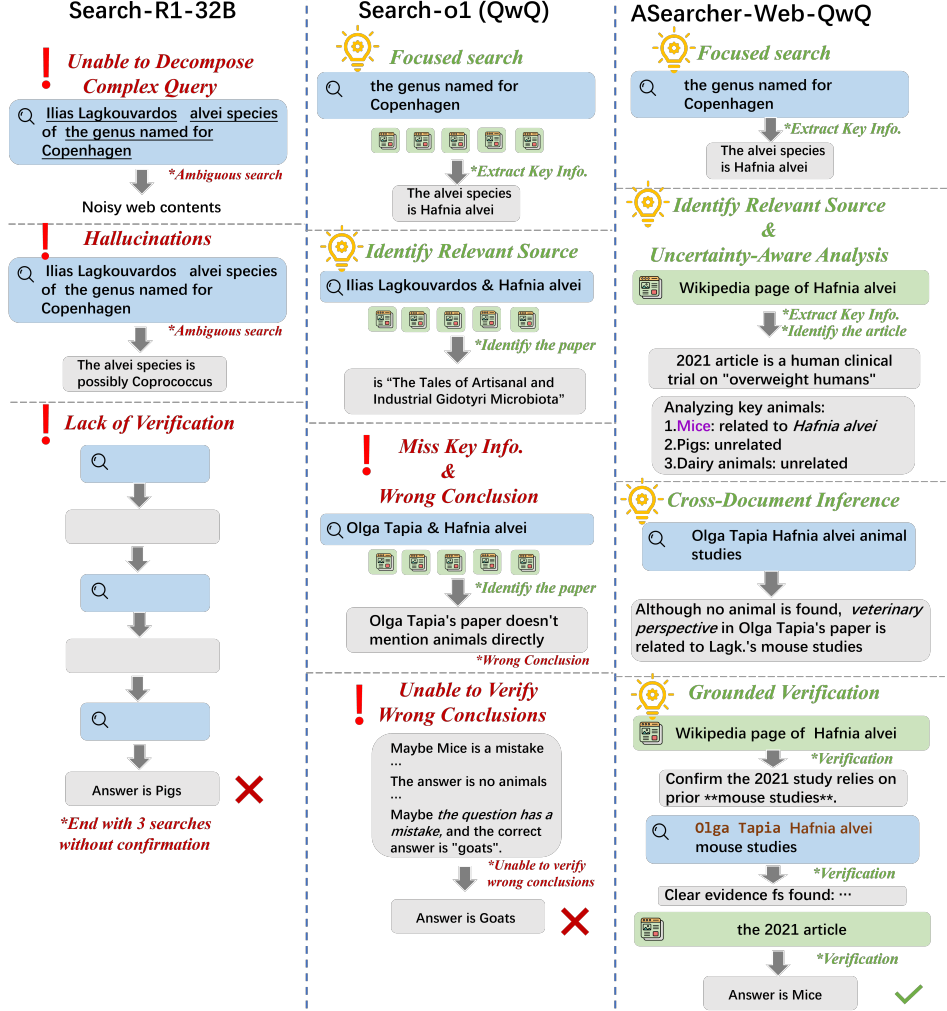 Search-R1-32B
Unable to Decompose
Complex Query
Ilias Lagkouvardos alvei species
of the genus named for
Copenhagen
*Ambiguous search
Noisy web contents
Hallucinations
Ilias Lagkouvardos alvei species
of the genus named for
Copenhagen
*Ambiguous search
The alvei species is
possibly Coprococcus
Lack of Verification
Answer is Pigs
*End with 3 searches
without confirmation
Search-o1 (QwQ)
Focused search
the genus named for
Copenhagen
*Extract Key Info.
The alvei species
is Hafnia alvei
Identify Relevant Source
Ilias Lagkouvardos & Hafnia alvei
*Identify the paper
is “The Tales of Artisanal and
Industrial Gidotyri Microbiota”
Miss Key Info.
&
Wrong Conclusion
Olga Tapia & Hafnia alvei
*Identify the paper
Olga Tapia's paper doesn't
mention animals directly
*Wrong Conclusion
Unable to Verify
Wrong Conclusions
Maybe Mice is a mistake
...
The answer is no animals
...
Maybe the question has a
mistake, and the correct
answer is "goats".
*Unable to verify
wrong conclusions
Answer is Goats
ASearcher-Web-QwQ
Focused search
the genus named for
Copenhagen
*Extract Key Info.
The alvei species
is Hafnia alvei
Identify Relevant Source
&
Uncertainty-Aware Analysis
Wikipedia page of Hafnia alvei
*Extract Key Info.
*Identify the article
2021 article is a human clinical
trial on "overweight humans"
Analyzing key animals:
1.Mice: related to Hafnia alvei
2.Pigs: unrelated
3.Dairy animals: unrelated
Cross-Document Inference
Olga Tapia Hafnia alvei animal
studies
Although no animal is found, veterinary
perspective in Olga Tapia's paper is
related to Lagk.'s mouse studies
Grounded Verification
Wikipedia page of Hafnia alvei
*Verification
Confirm the 2021 study relies on
prior **mouse studies**.
Olga Tapia Hafnia alvei
mouse studies
*Verification
Clear evidence fs found: ...
the 2021 article
*Verification
Answer is Mice